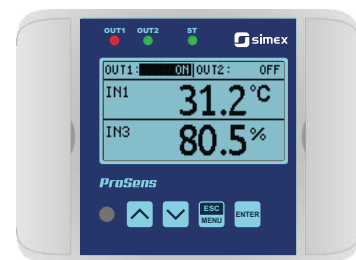 OUT1 OUT2 ST
simex
OUT1: ON OUT2: OFF
IN1 31.2°C
IN3 80.5%
ProSens
ESC
MENU
ENTER